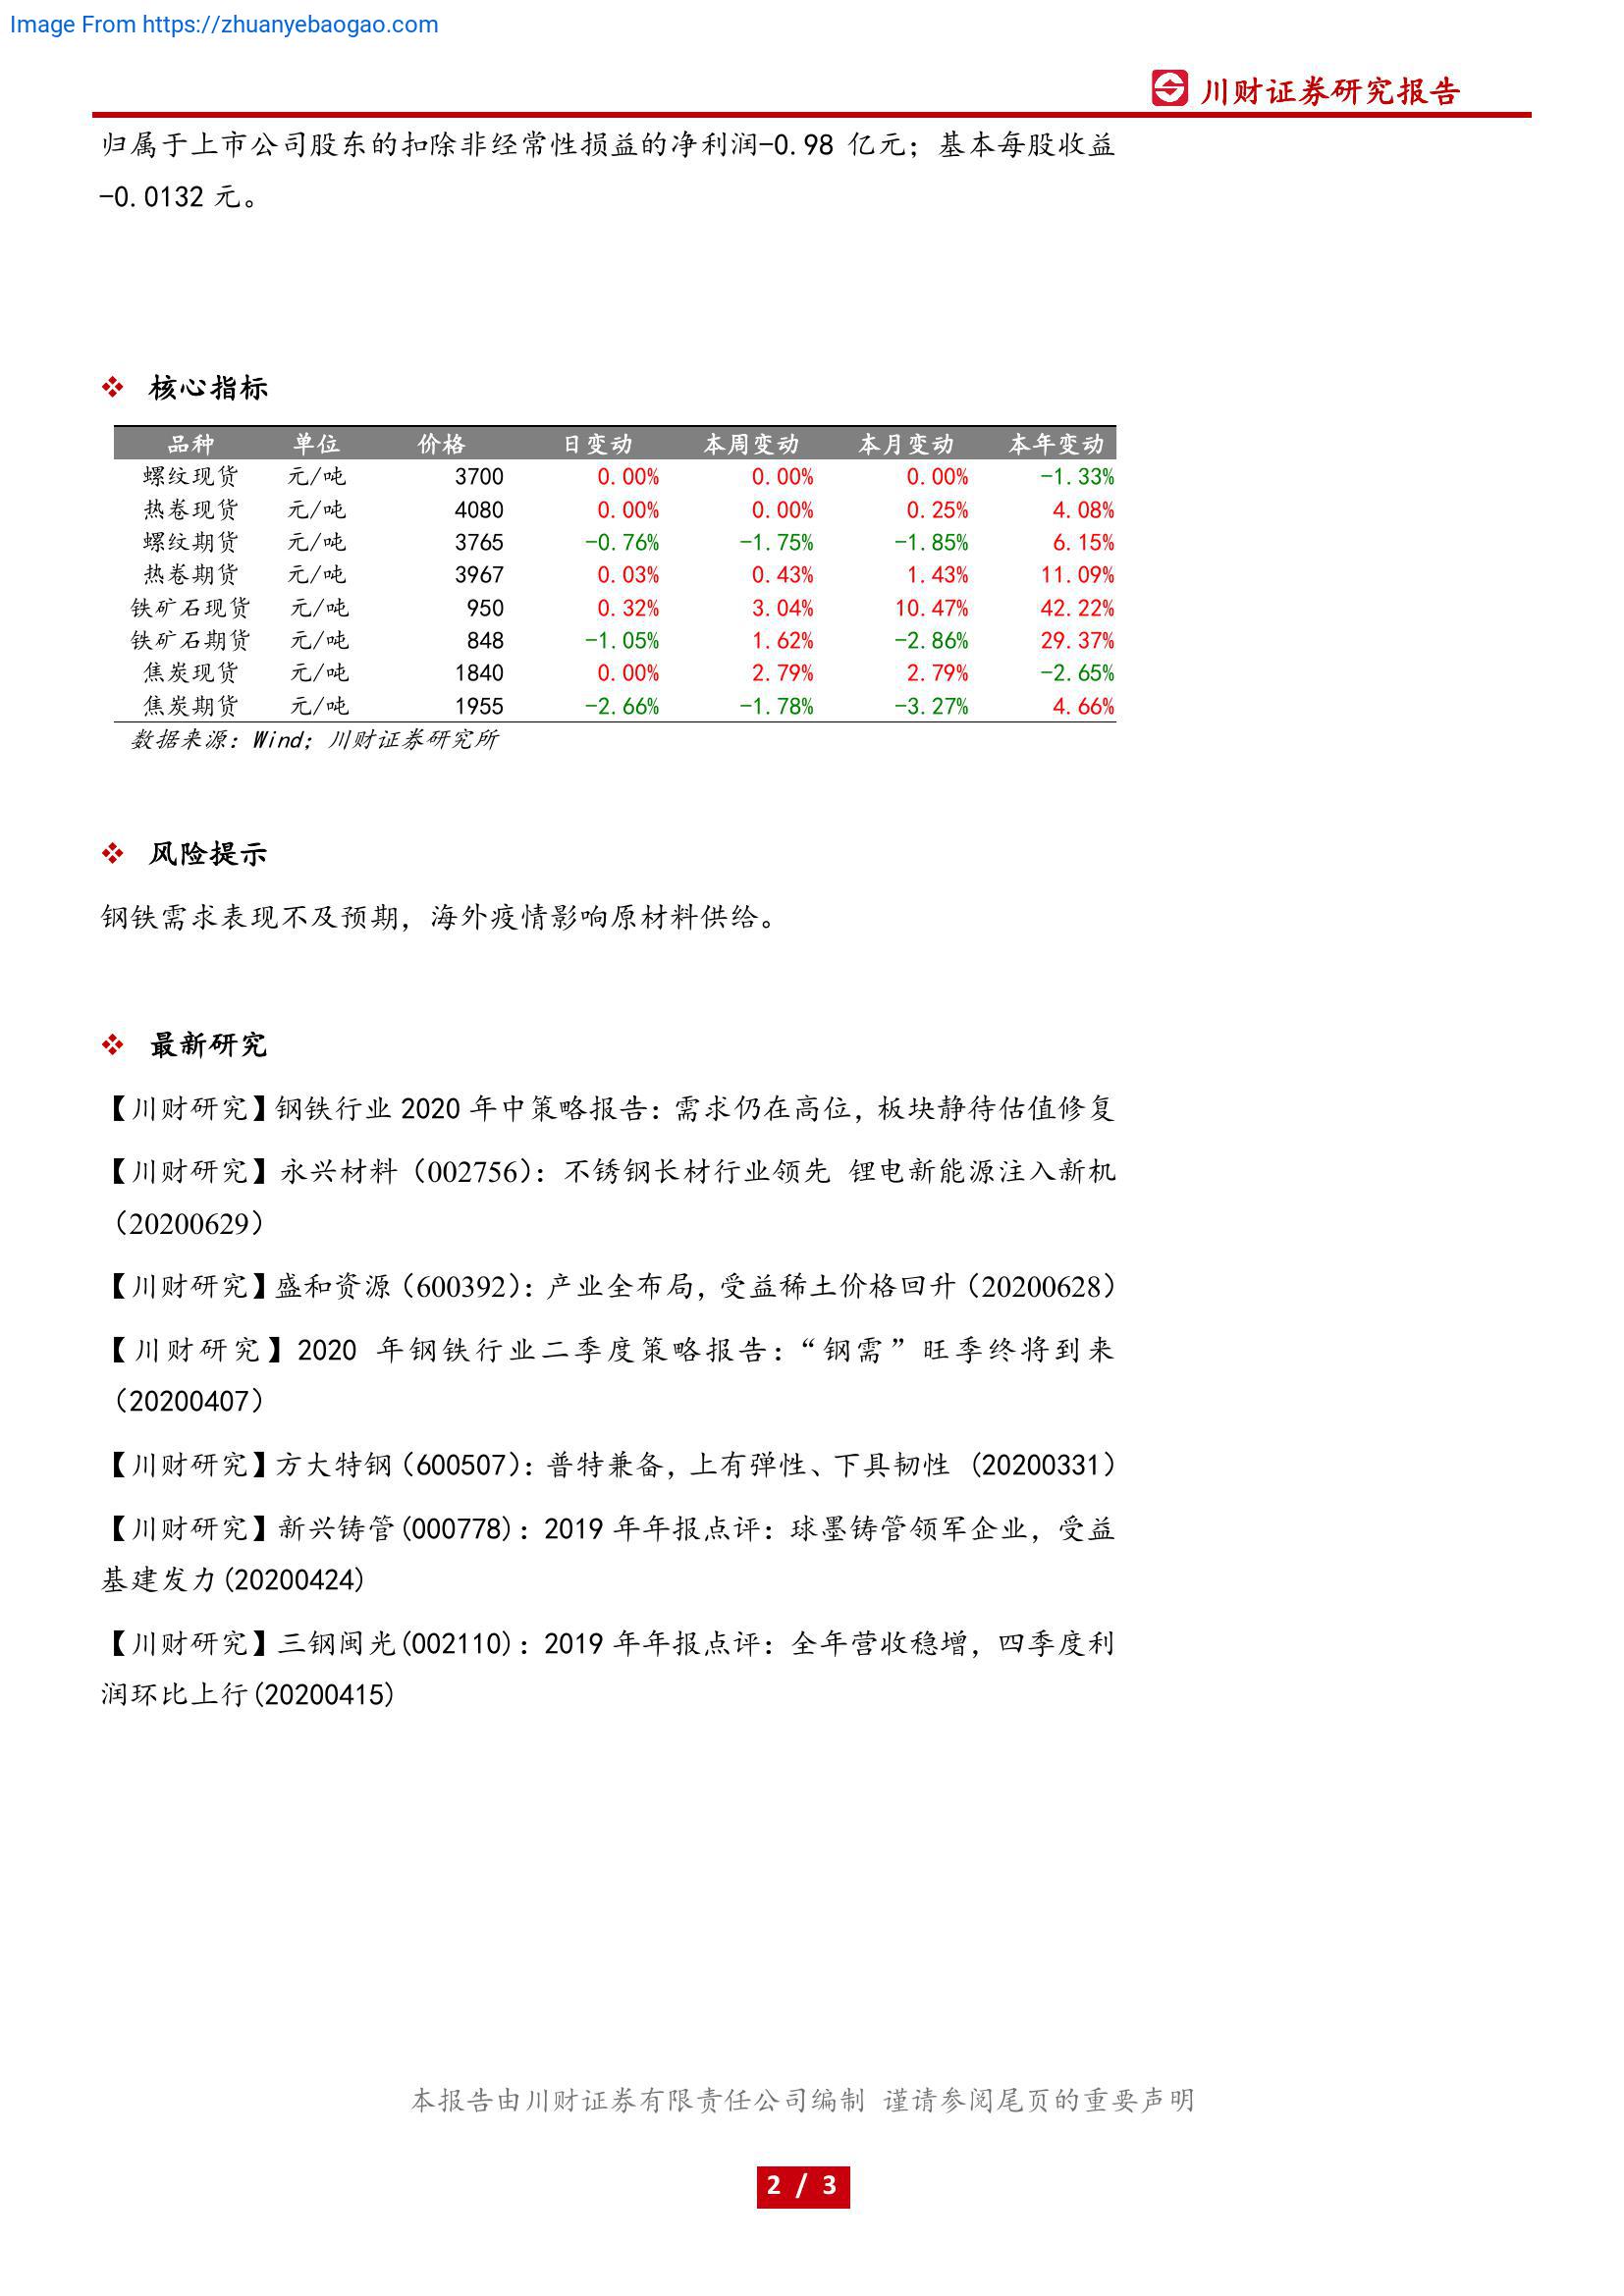 Image From https://zhuanyebaogao.com
川财证券研究报告
归属于上市公司股东的扣除非经常性损益的净利润-0.98 亿元；基本每股收益
-0.0132 元。
核心指标
品种 单位 价格 日变动 本周变动 本月变动 本年变动
螺纹现货 元/吨 3700 0.00% 0.00% 0.00% -1.33%
热卷现货 元/吨 4080 0.00% 0.00% 0.25% 4.08%
螺纹期货 元/吨 3765 -0.76% -1.75% -1.85% 6.15%
热卷期货 元/吨 3967 0.03% 0.43% 1.43% 11.09%
铁矿石现货 元/吨 950 0.32% 3.04% 10.47% 42.22%
铁矿石期货 元/吨 848 -1.05% 1.62% -2.86% 29.37%
焦炭现货 元/吨 1840 0.00% 2.79% 2.79% -2.65%
焦炭期货 元/吨 1955 -2.66% -1.78% -3.27% 4.66%
数据来源：Wind；川财证券研究所
风险提示
钢铁需求表现不及预期，海外疫情影响原材料供给。
最新研究
【川财研究】钢铁行业 2020 年中策略报告：需求仍在高位，板块静待估值修复
【川财研究】永兴材料（002756）：不锈钢长材行业领先 锂电新能源注入新机
（20200629）
【川财研究】盛和资源（600392）：产业全布局，受益稀土价格回升（20200628）
【川财研究】2020 年钢铁行业二季度策略报告：“钢需”旺季终将到来
（20200407）
【川财研究】方大特钢（600507）：普特兼备，上有弹性、下具韧性 (20200331）
【川财研究】新兴铸管(000778)：2019 年年报点评：球墨铸管领军企业，受益
基建发力(20200424)
【川财研究】三钢闽光(002110)：2019 年年报点评：全年营收稳增，四季度利
润环比上行(20200415)
本报告由川财证券有限责任公司编制 谨请参阅尾页的重要声明
2 / 3